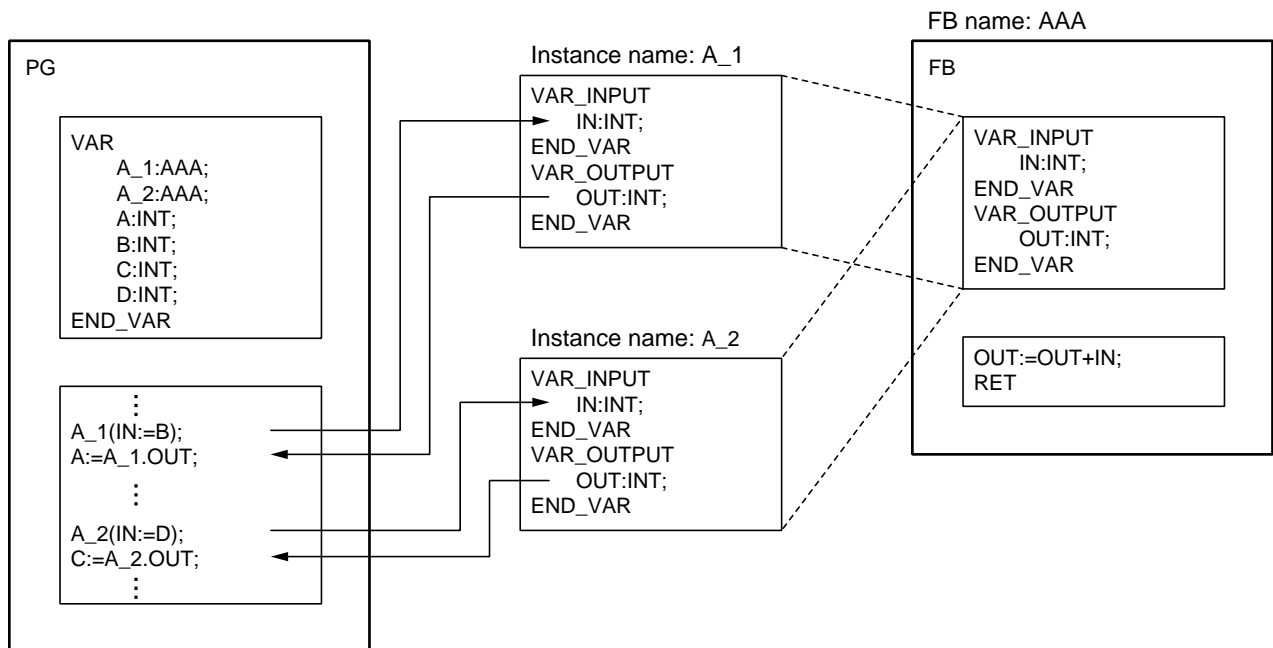 PG
VAR
A_1:AAA;
A_2:AAA;
A:INT;
B:INT;
C:INT;
D:INT;
END_VAR
⋮
A_1(IN:=B);
A:=A_1.OUT;
⋮
A_2(IN:=D);
C:=A_2.OUT;
⋮
Instance name: A_1
VAR_INPUT
IN:INT;
END_VAR
VAR_OUTPUT
OUT:INT;
END_VAR
Instance name: A_2
VAR_INPUT
IN:INT;
END_VAR
VAR_OUTPUT
OUT:INT;
END_VAR
FB name: AAA
FB
VAR_INPUT
IN:INT;
END_VAR
VAR_OUTPUT
OUT:INT;
END_VAR
OUT:=OUT+IN;
RET